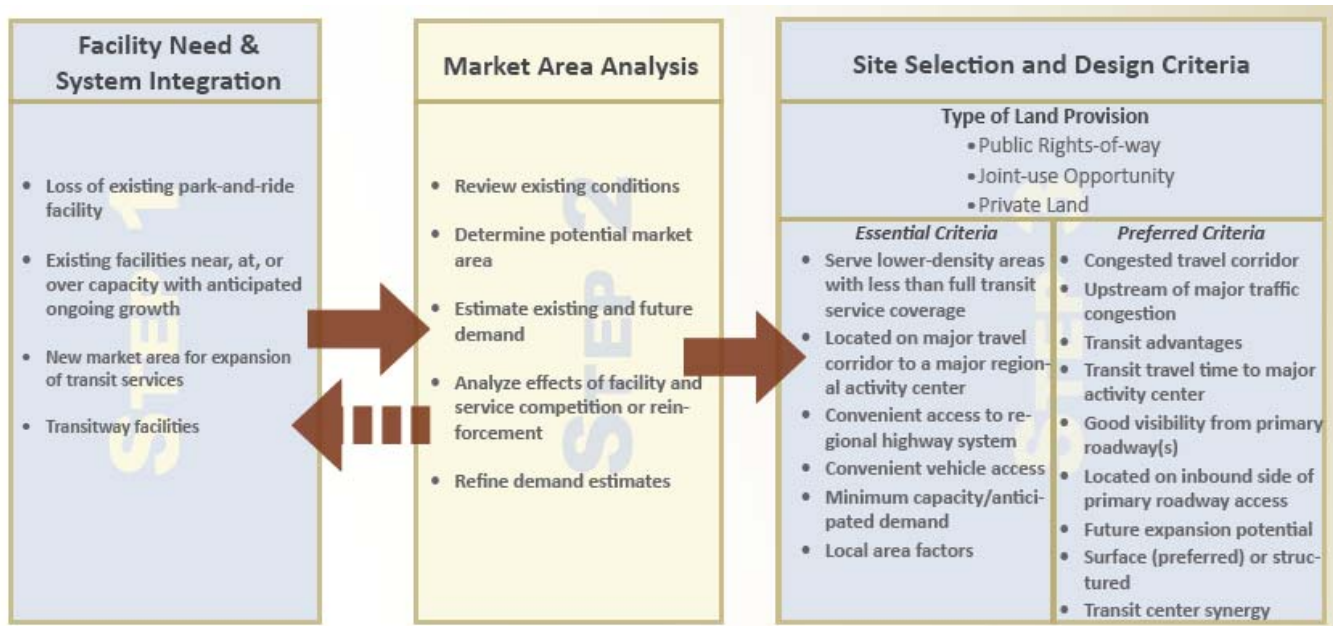 Facility Need &
System Integration
STEP 1
• Loss of existing park-and-ride
facility
• Existing facilities near, at, or
over capacity with anticipated
ongoing growth
• New market area for expansion
of transit services
• Transitway facilities
Market Area Analysis
STEP 2
• Review existing conditions
• Determine potential market
area
• Estimate existing and future
demand
• Analyze effects of facility and
service competition or rein-
forcement
• Refine demand estimates
Site Selection and Design Criteria
STEP 3
Type of Land Provision
• Public Rights-of-way
• Joint-use Opportunity
• Private Land
Essential Criteria
• Serve lower-density areas
with less than full transit
service coverage
• Located on major travel
corridor to a major region-
al activity center
• Convenient access to re-
gional highway system
• Convenient vehicle access
• Minimum capacity/antici-
pated demand
• Local area factors
Preferred Criteria
• Congested travel corridor
• Upstream of major traffic
congestion
• Transit advantages
• Transit travel time to major
activity center
• Good visibility from primary
roadway(s)
• Located on inbound side of
primary roadway access
• Future expansion potential
• Surface (preferred) or struc-
tured
• Transit center synergy